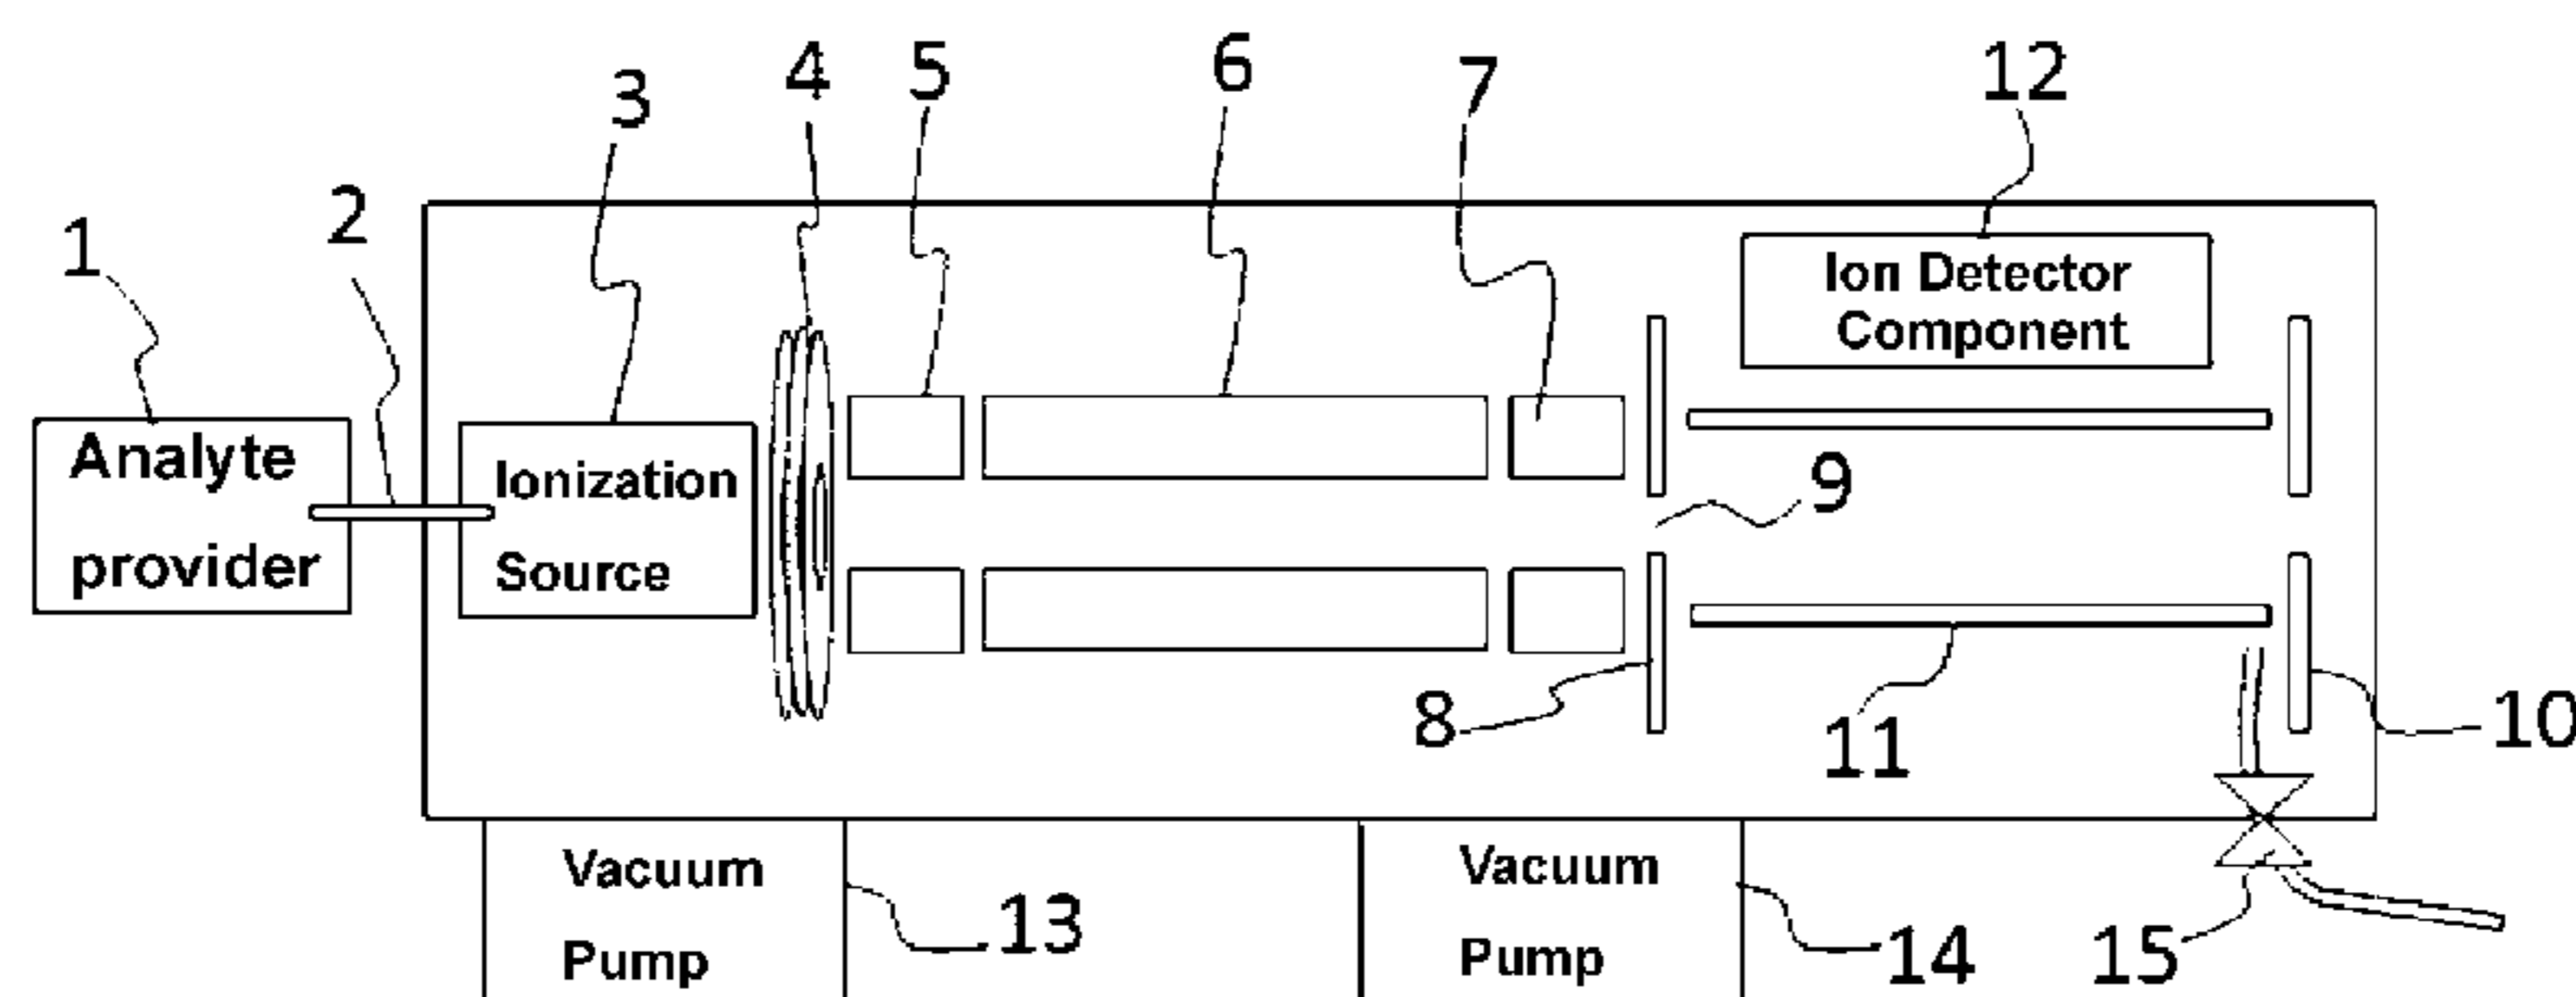 1
2
3
4
5
6
7
12
Ion Detector
Component
Analyte
provider
Ionization
Source
9
8
11
10
Vacuum
Pump
13
Vacuum
Pump
14
15